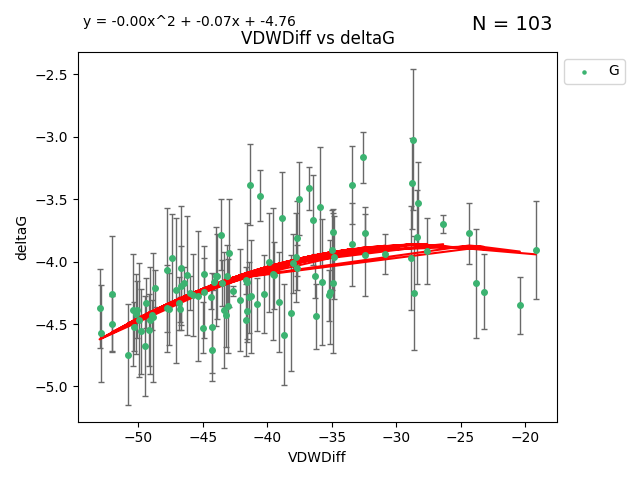 y = -0.00x^2 + -0.07x + -4.76
N = 103
VDWDiff vs deltaG
G
deltaG
−2.5
−3.0
−3.5
−4.0
−4.5
−5.0
−50 −45 −40 −35 −30 −25 −20
VDWDiff